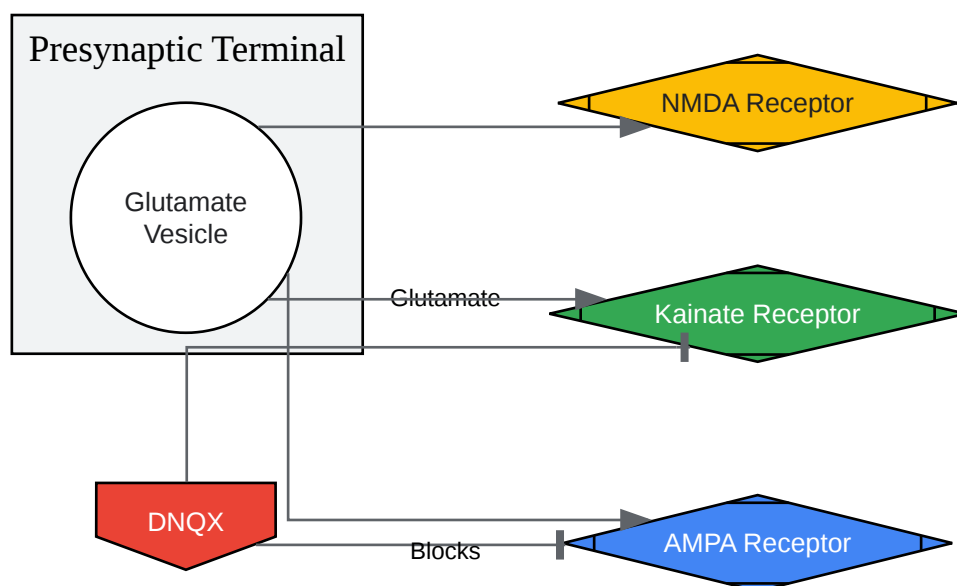 Presynaptic Terminal
NMDA Receptor
Glutamate
Vesicle
Glutamate
Kainate Receptor
DNQX
Blocks
AMPA Receptor